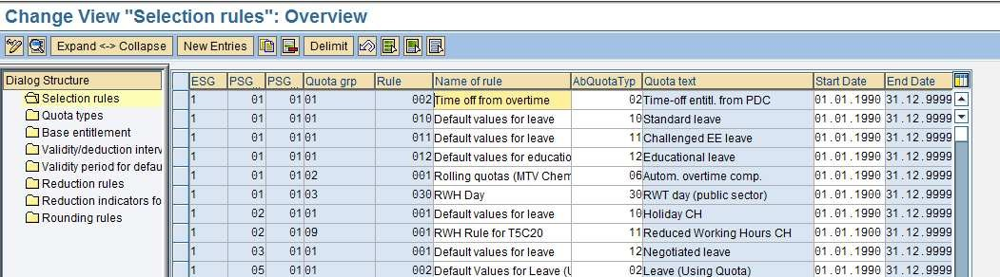 Change View "Selection rules": Overview
Expand <-> Collapse New Entries Delimit
Dialog Structure
Selection rules
Quota types
Base entitlement
Validity/deduction interv
Validity period for defau
Reduction rules
Reduction indicators fo
Rounding rules
ESG PSG... PSG... Quota grp Rule Name of rule AbQuotaTyp Quota text Start Date End Date
1 01 01 01 002 Time off from overtime 02 Time-off entitl. from PDC 01.01.1990 31.12.9999
1 01 01 01 010 Default values for leave 10 Standard leave 01.01.1990 31.12.9999
1 01 01 01 011 Default values for leave 11 Challenged EE leave 01.01.1990 31.12.9999
1 01 01 01 012 Default values for educatio 12 Educational leave 01.01.1990 31.12.9999
1 01 01 02 001 Rolling quotas (MTV Chem 06 Autom. overtime comp. 01.01.1990 31.12.9999
1 01 01 03 030 RWH Day 30 RWT day (public sector) 01.01.1990 31.12.9999
1 02 01 01 001 Default values for leave 10 Holiday CH 01.01.1990 31.12.9999
1 02 01 09 001 RWH Rule for T5C20 11 Reduced Working Hours CH 01.01.1900 31.12.9999
1 03 01 01 001 Default values for leave 12 Negotiated leave 01.01.1990 31.12.9999
1 05 01 01 002 Default Values for Leave (U 02 Leave (Using Quota) 01.01.1990 31.12.9999